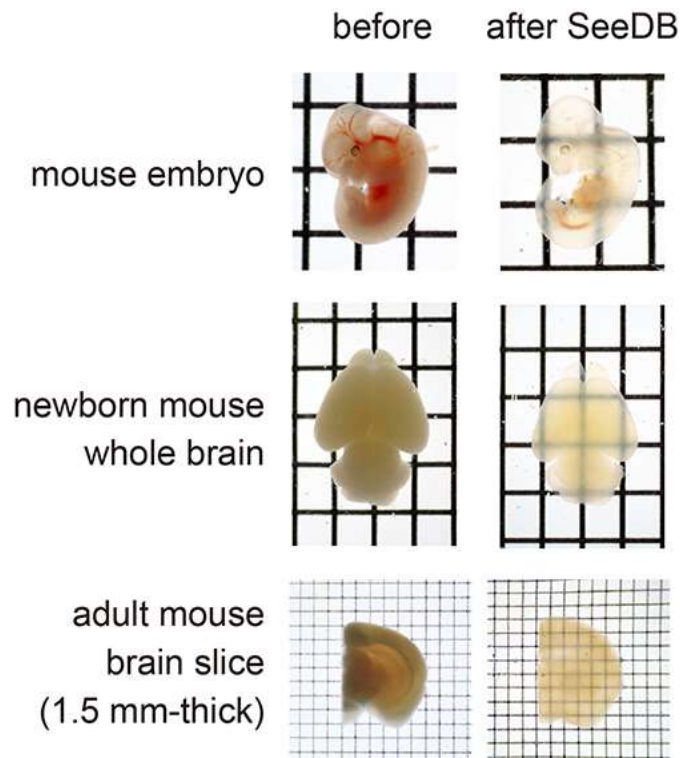 before
after SeeDB
mouse embryo
newborn mouse
whole brain
adult mouse
brain slice
(1.5 mm-thick)